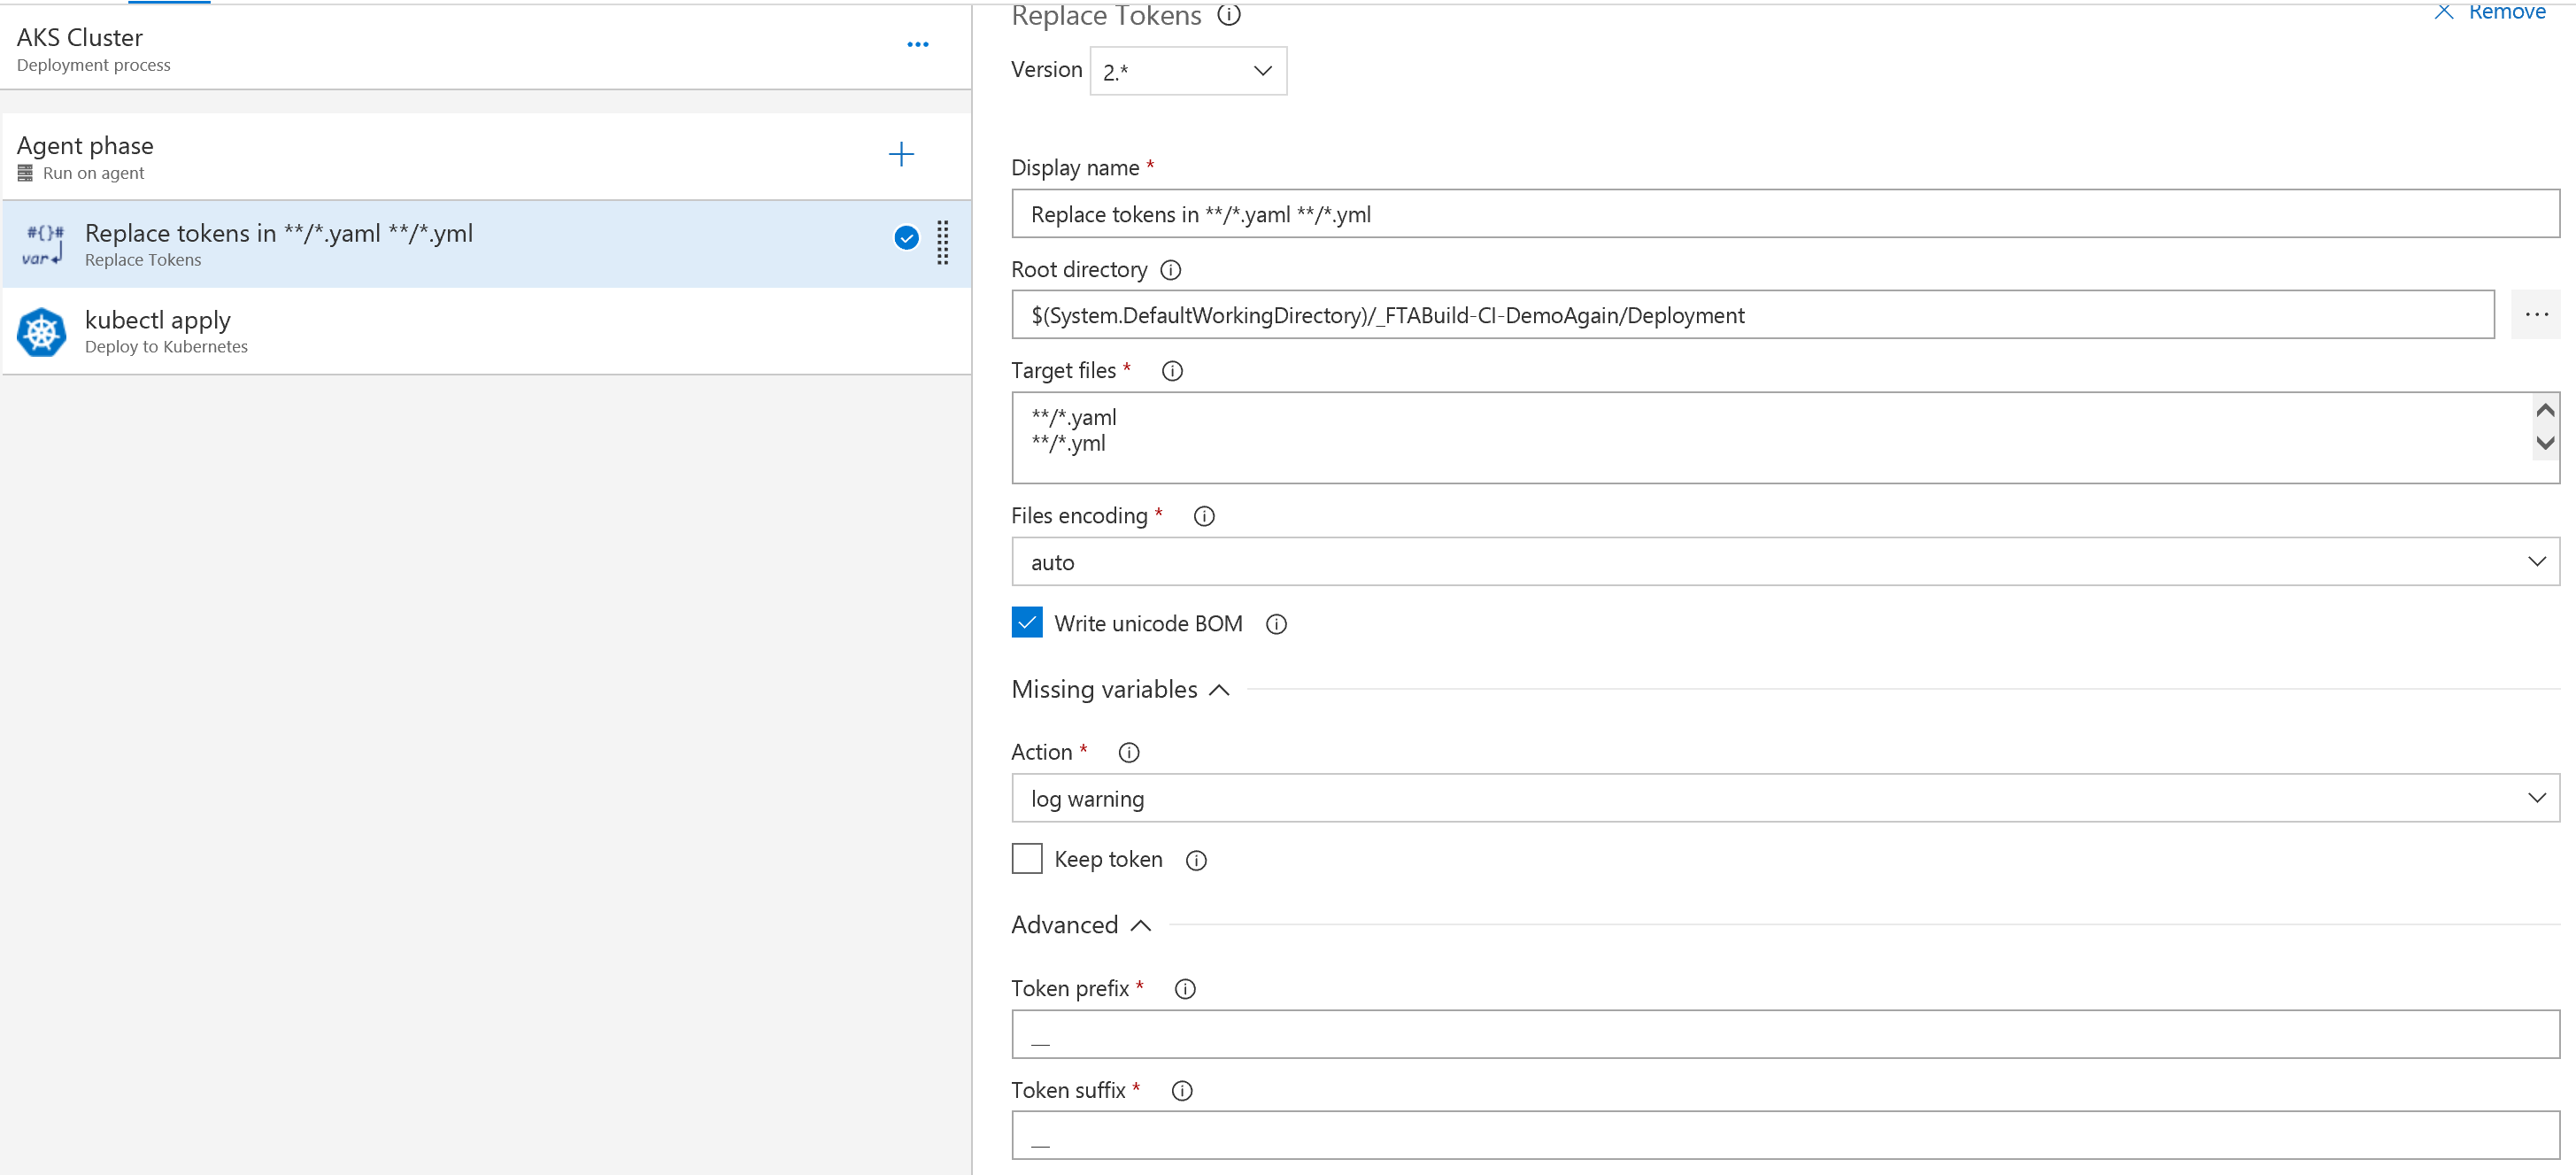 AKS Cluster
Deployment process
Agent phase
Run on agent
#{}#
var
Replace tokens in **/*.yaml **/*.yml
Replace Tokens
kubectl apply
Deploy to Kubernetes
Replace Tokens
Remove
Version
2.*
Display name *
Replace tokens in **/*.yaml **/*.yml
Root directory
$(System.DefaultWorkingDirectory)/_FTABuild-CI-DemoAgain/Deployment
Target files *
**/*.yaml
**/*.yml
Files encoding *
auto
Write unicode BOM
Missing variables
Action *
log warning
Keep token
Advanced
Token prefix *
__
Token suffix *
__